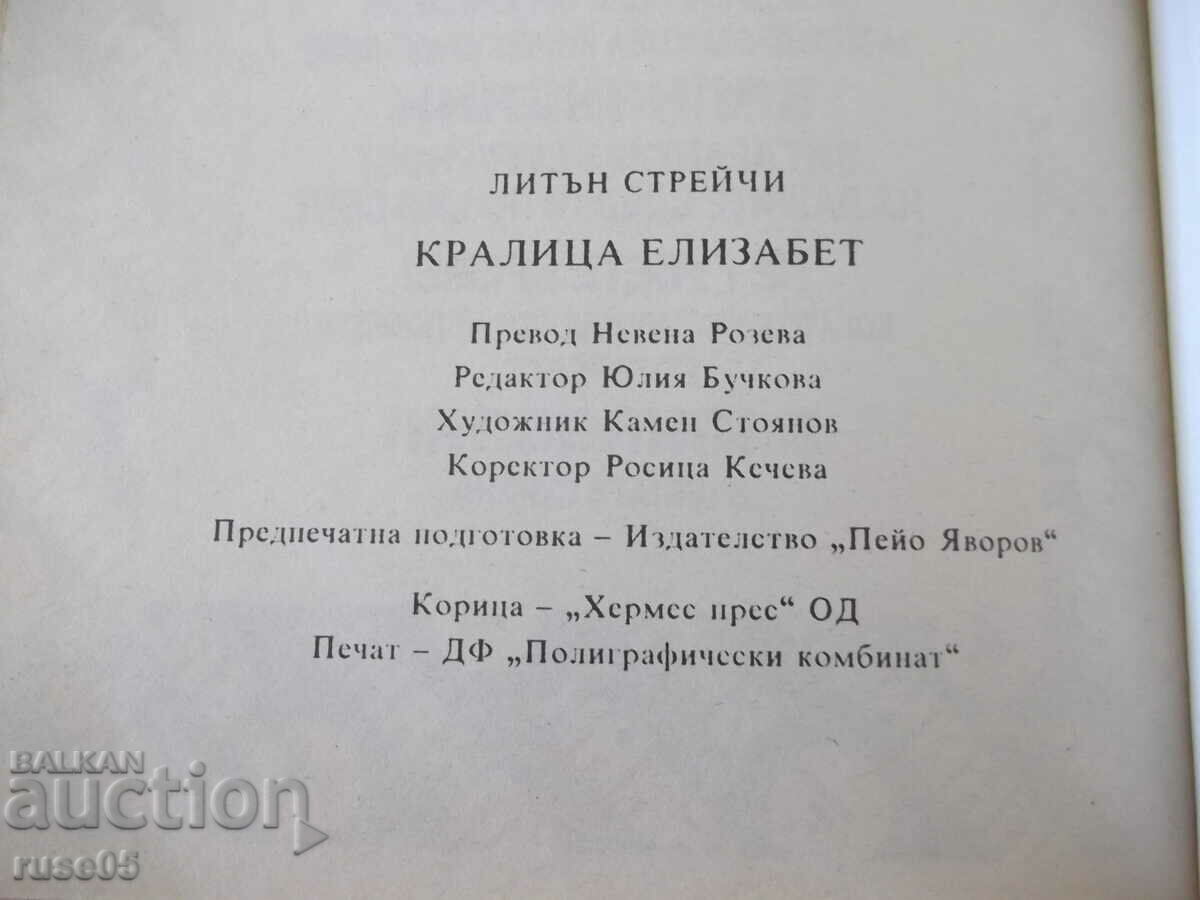 ЛИТЪН СТРЕЙЧИ
КРАЛИЦА ЕЛИЗАБЕТ
Превод Невена Розева
Редактор Юлия Бучкова
Художник Камен Стоянов
Коректор Росица Кечева
Предпечатна подготовка – Издателство „Пейо Яворов“
Корица – „Хермес прес“ ОД
Печат – ДФ „Полиграфически комбинат“
BALKAN
auction
ruse05